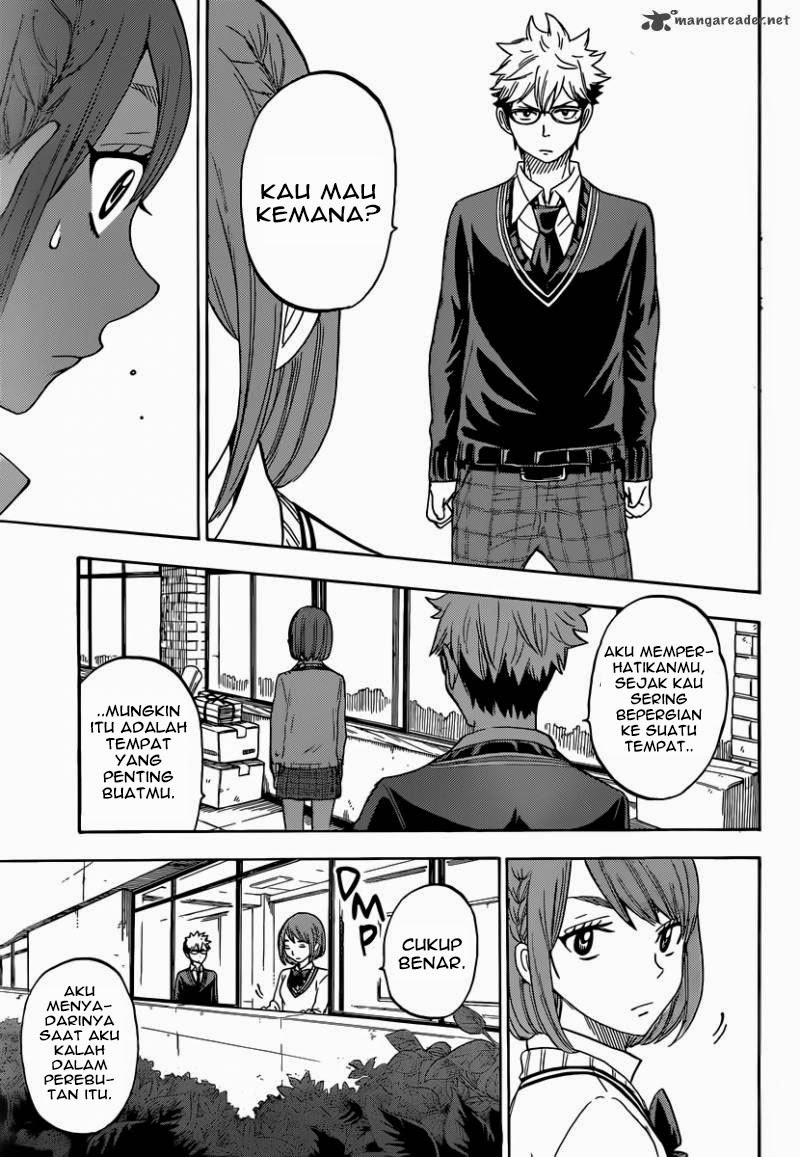 mangareader.net
KAU MAU
KEMANA?
AKU MEMPER-
HATIKANMU,
SEJAK KAU
SERING
BEPERGIAN
KE SUATU
TEMPAT..
..MUNGKIN
ITU ADALAH
TEMPAT
YANG
PENTING
BUATMU.
CUKUP
BENAR.
DMP
AKU
MENYA-
DARINYA
SAAT AKU
KALAH
DALAM
PEREBU-
TAN ITU.